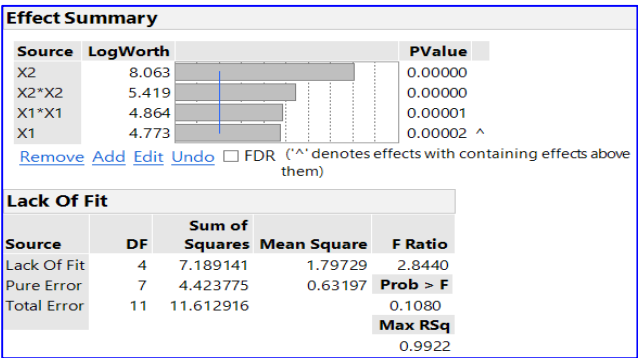 Effect Summary
Source LogWorth PValue
X2 8.063 0.00000
X2*X2 5.419 0.00000
X1*X1 4.864 0.00001
X1 4.773 0.00002 ^
Remove Add Edit Undo FDR ('^' denotes effects with containing effects above
them)
Lack Of Fit
Sum of
Source DF Squares Mean Square F Ratio
Lack Of Fit 4 7.189141 1.79729 2.8440
Pure Error 7 4.423775 0.63197 Prob > F
Total Error 11 11.612916 0.1080
Max RSq
0.9922